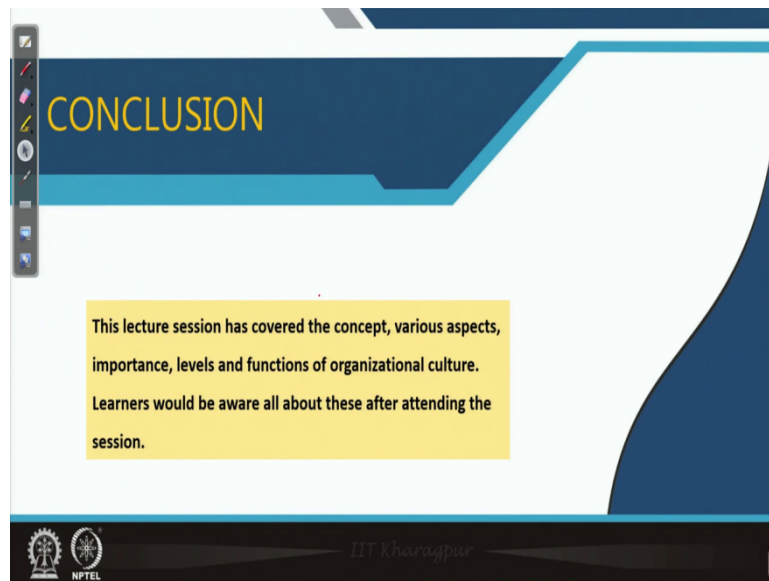 CONCLUSION
This lecture session has covered the concept, various aspects,
importance, levels and functions of organizational culture.
Learners would be aware all about these after attending the
session.
IIT Kharagpur
NPTEL